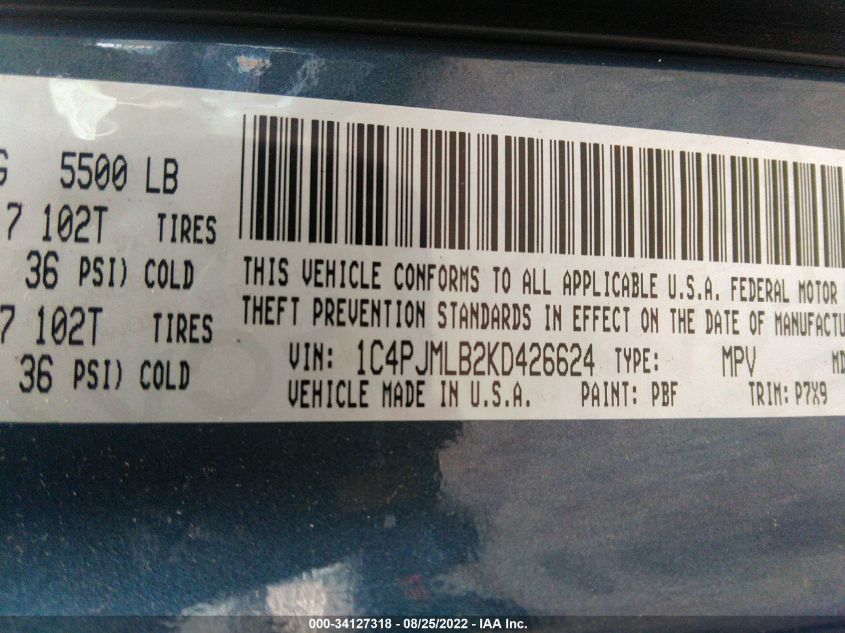 G 5500 LB
7 102T TIRES
36 PSI) COLD
7 102T TIRES
36 PSI) COLD
THIS VEHICLE CONFORMS TO ALL APPLICABLE U.S.A. FEDERAL MOTOR
THEFT PREVENTION STANDARDS IN EFFECT ON THE DATE OF MANUFACTU
VIN: 1C4PJMLB2KD426624 TYPE: MPV MD
VEHICLE MADE IN U.S.A. PAINT: PBF TRIM: P7X9
000-34127318 - 08/25/2022 - IAA Inc.